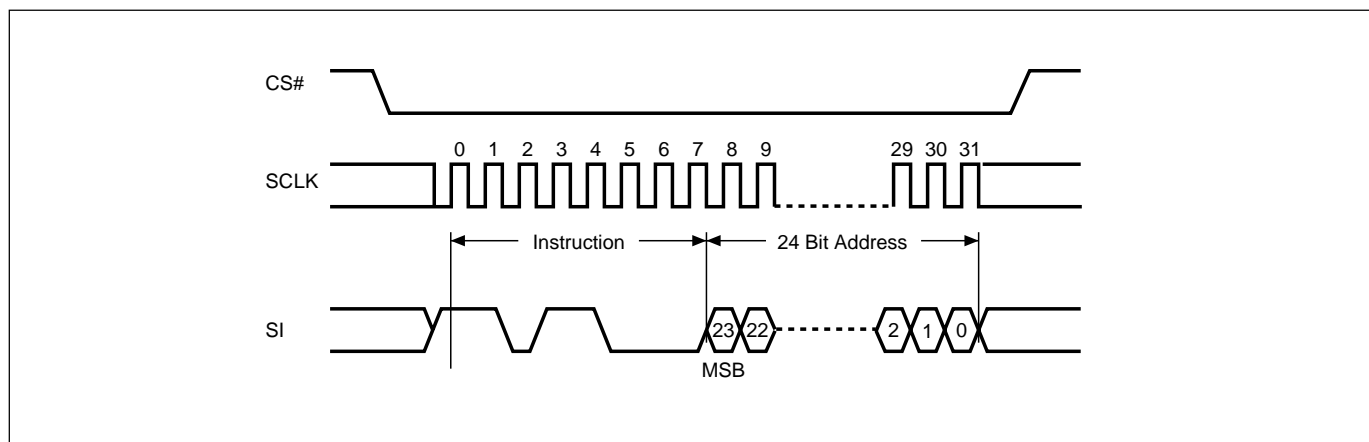 CS#
0 1 2 3 4 5 6 7 8 9 29 30 31
SCLK
Instruction 24 Bit Address
SI 23 22 2 1 0
MSB